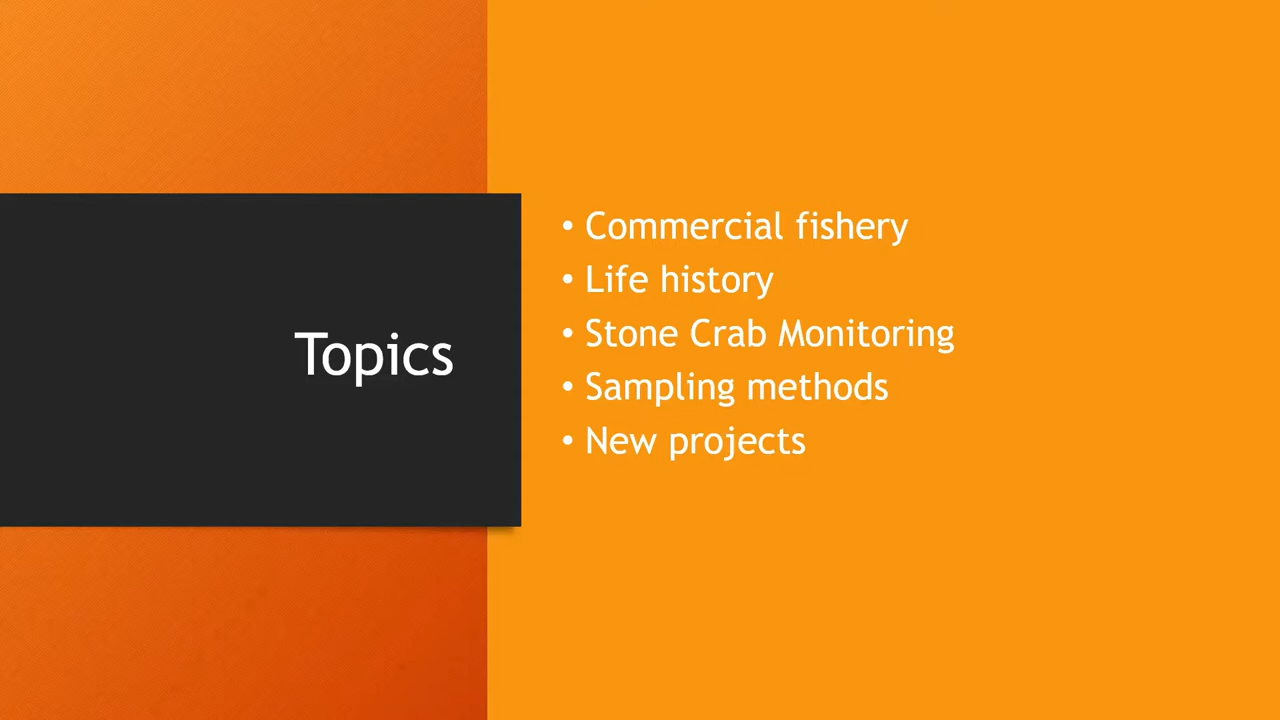 Topics
• Commercial fishery
• Life history
• Stone Crab Monitoring
• Sampling methods
• New projects